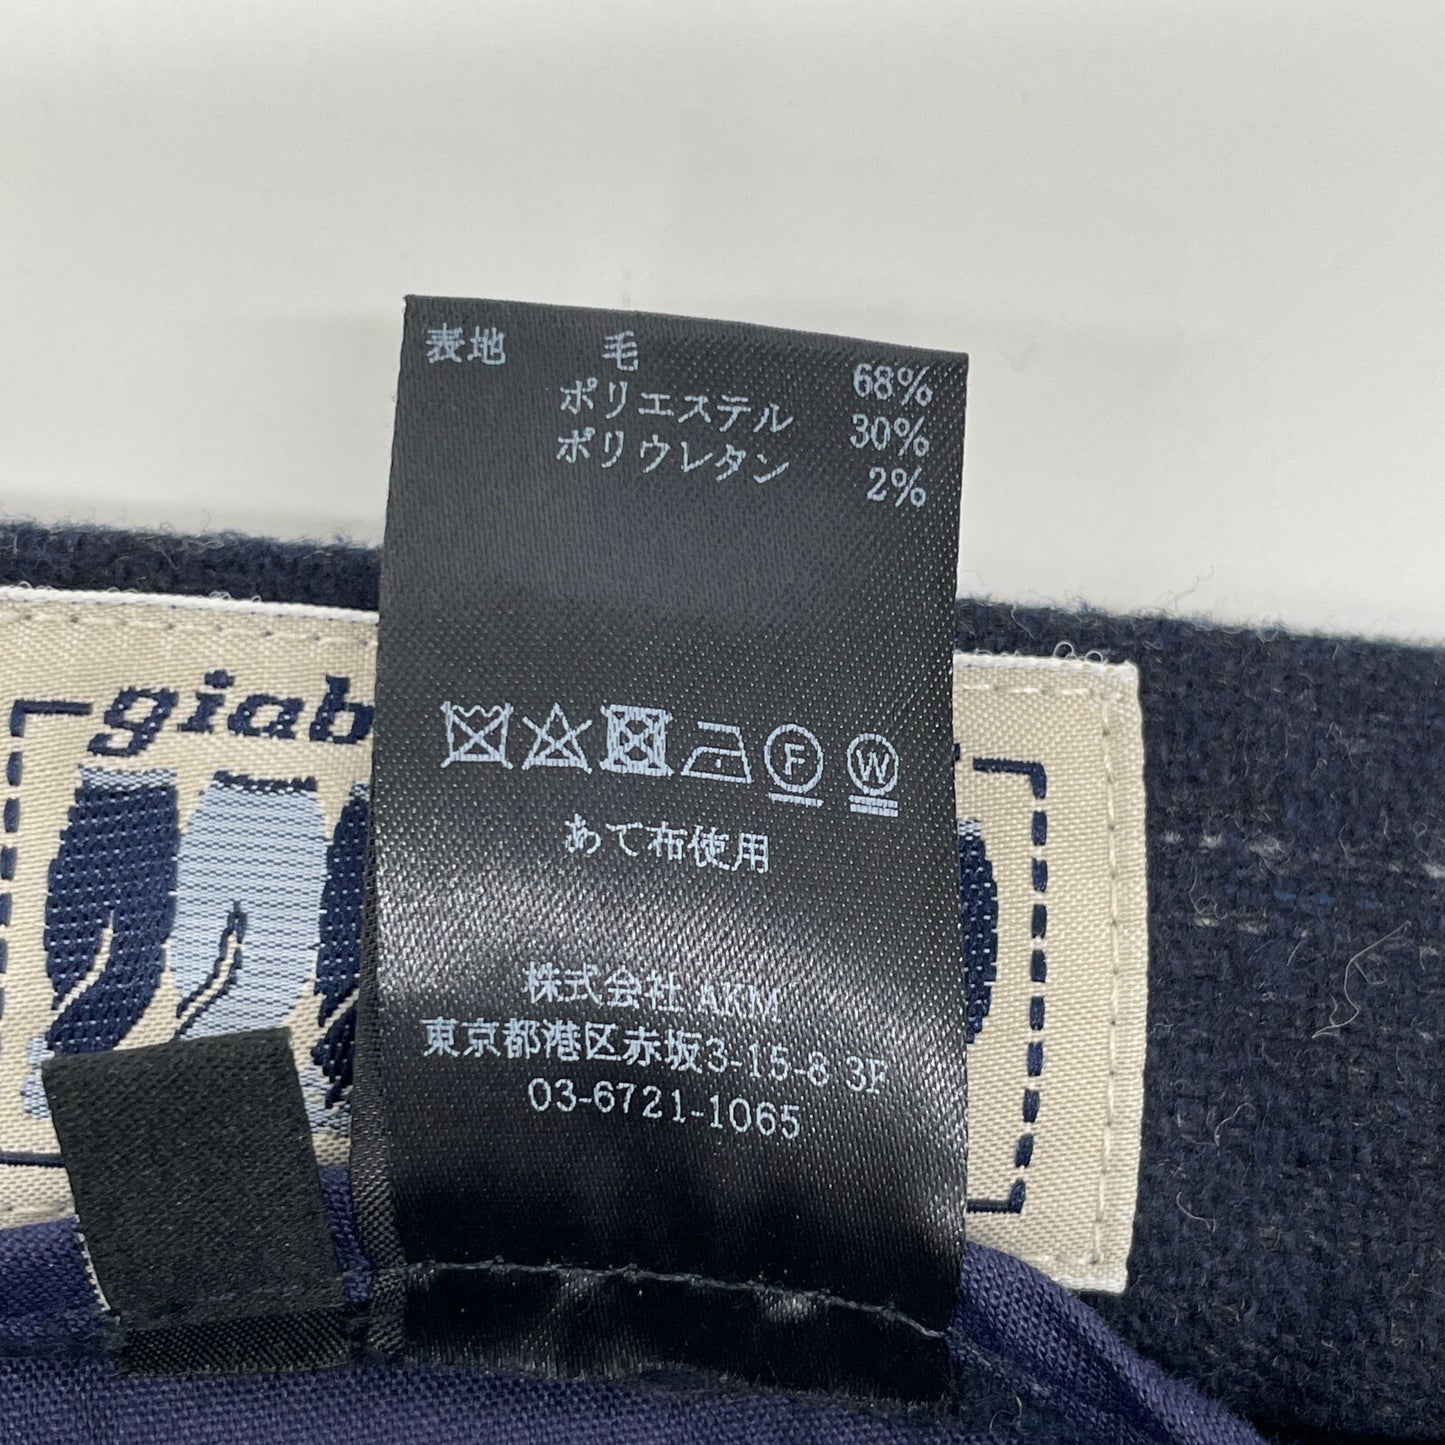 表地 毛 68%
ポリエステル 30%
ポリウレタン 2%
giab
F W
あて布使用
株式会社 AKM
東京都港区赤坂3-15-8 3F
03-6721-1065